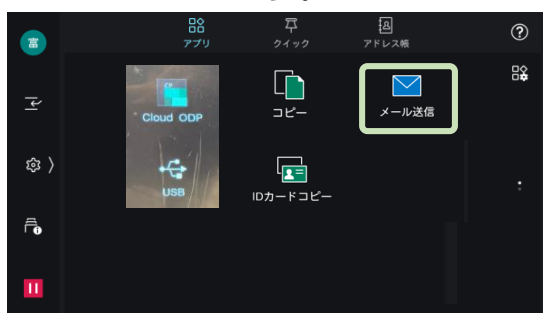 富
アプリ
クイック
アドレス帳
Cloud ODP
コピー
メール送信
USB
IDカードコピー